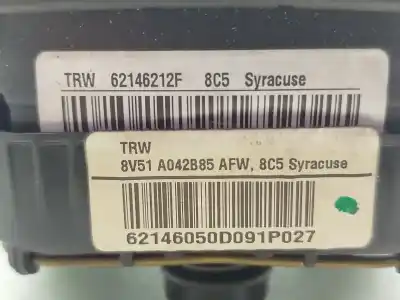 TRW 62146212F 8C5 Syracuse
TRW
8V51 A042B85 AFW, 8C5 Syracuse
62146050D091P027